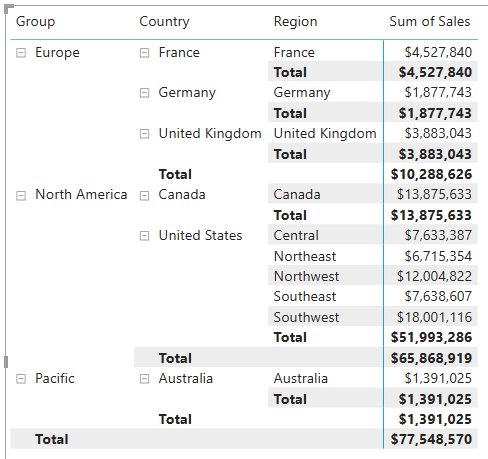 Group Country Region Sum of Sales
Europe France France $4,527,840
Total $4,527,840
Germany Germany $1,877,743
Total $1,877,743
United Kingdom United Kingdom $3,883,043
Total $3,883,043
Total $10,288,626
North America Canada Canada $13,875,633
Total $13,875,633
United States Central $7,633,387
Northeast $6,715,354
Northwest $12,004,822
Southeast $7,638,607
Southwest $18,001,116
Total $51,993,286
Total $65,868,919
Pacific Australia Australia $1,391,025
Total $1,391,025
Total $1,391,025
Total $77,548,570